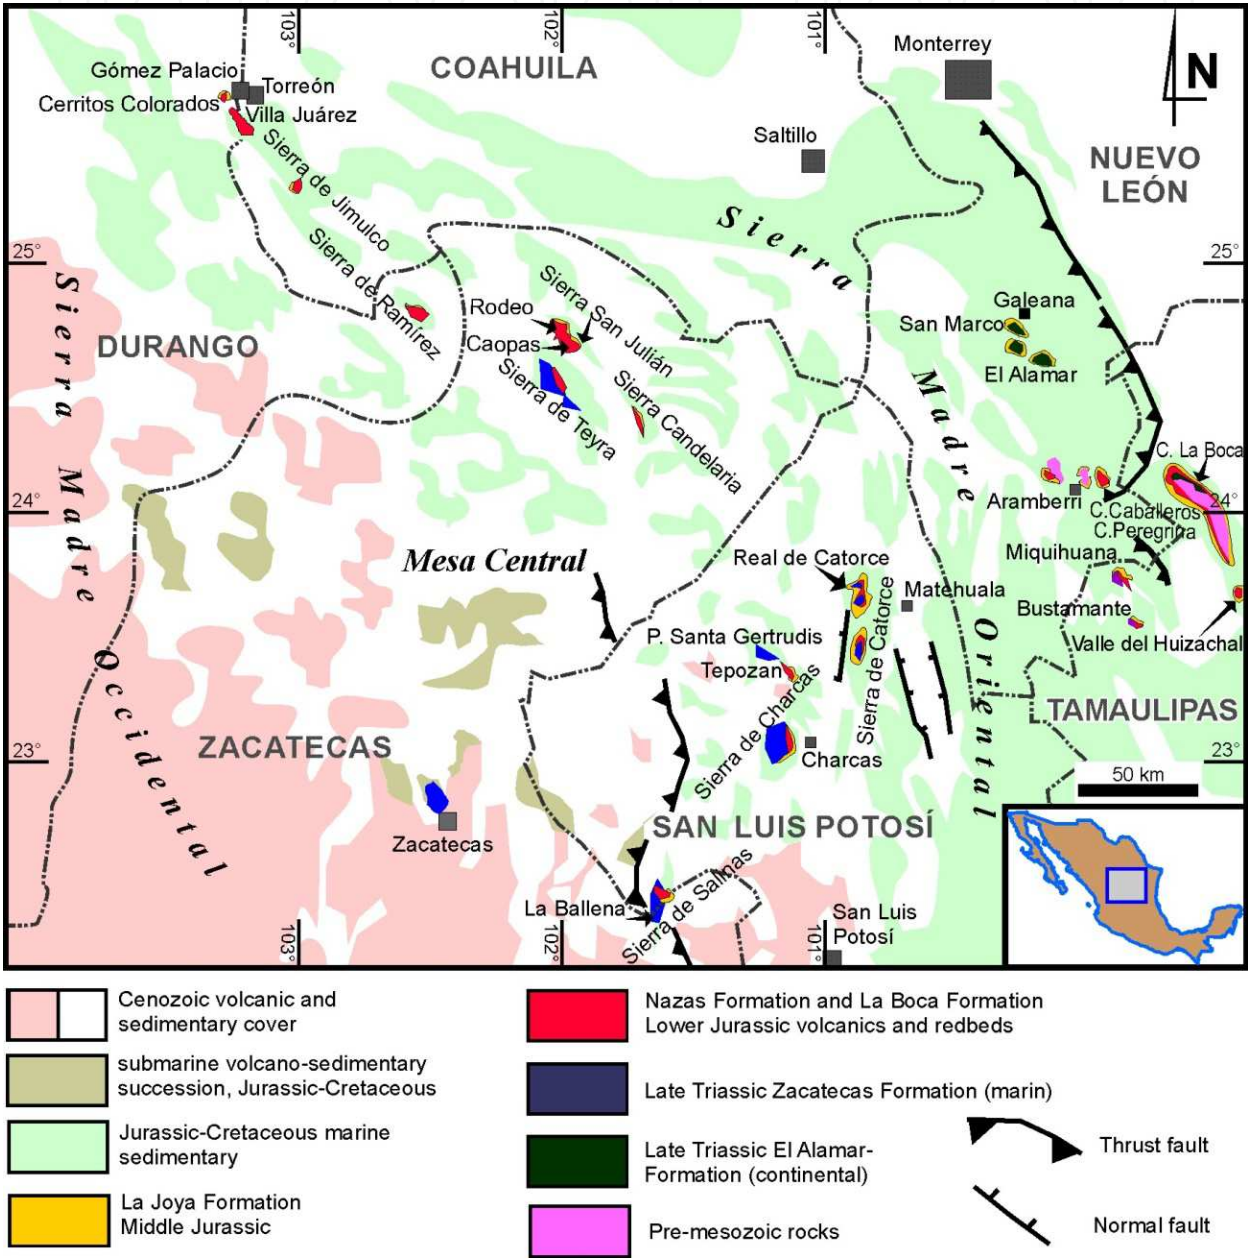 103°
102°
101°
Monterrey
N
COAHUILA
Gómez Palacio
Torreón
Cerritos Colorados
Villa Juárez
Saltillo
NUEVO
LEÓN
Sierra de Jimulco
Sierra
25°
25°
Sierra de Ramírez
Sierra San Julián
Galeana
San Marco
Rodeo
Caopas
DURANGO
El Alamar
Sierra de Teyra
Sierra Candelaria
Madre
C. La Boca
Aramberri
24°
24°
C.Caballeros
C.Peregrina
Sierra Madre Occidental
Mesa Central
Real de Catorce
Miquihuana
Matehuala
Bustamante
P. Santa Gertrudis
Valle del Huizachal
Tepozan
Sierra de Catorce
Oriental
Sierra de Charcas
TAMAULIPAS
ZACATECAS
23°
23°
Charcas
50 km
Zacatecas
SAN LUIS POTOSÍ
La Ballena
Sierra de Salinas
San Luis
Potosí
103°
102°
101°
Cenozoic volcanic and
sedimentary cover
submarine volcano-sedimentary
succession, Jurassic-Cretaceous
Jurassic-Cretaceous marine
sedimentary
La Joya Formation
Middle Jurassic
Nazas Formation and La Boca Formation
Lower Jurassic volcanics and redbeds
Late Triassic Zacatecas Formation (marin)
Late Triassic El Alamar-
Formation (continental)
Pre-mesozoic rocks
Thrust fault
Normal fault